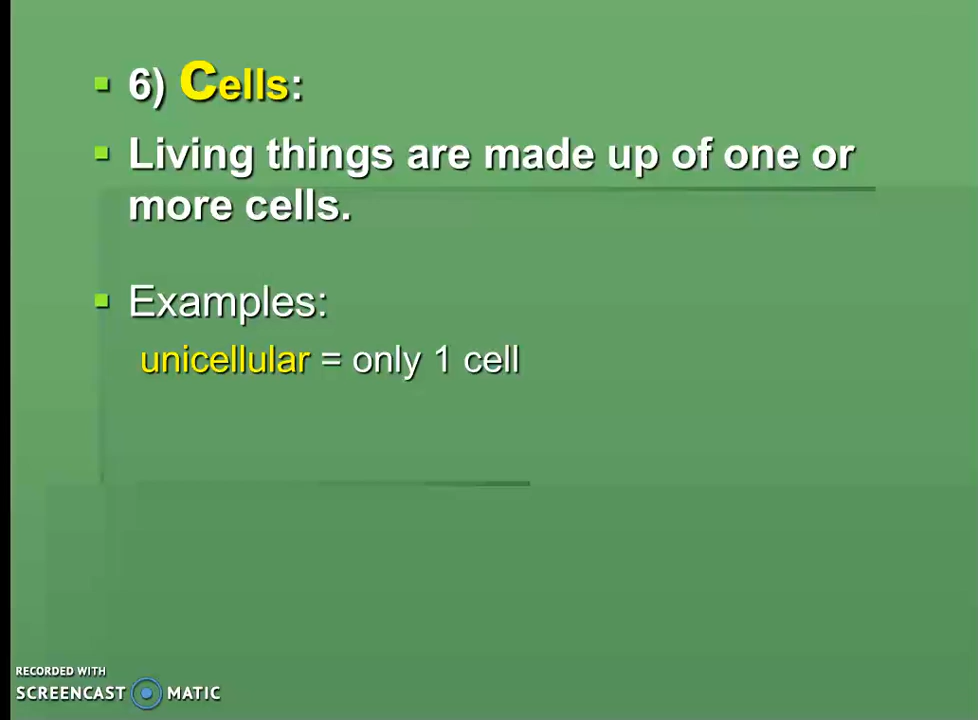 6) Cells:
Living things are made up of one or
more cells.
Examples:
unicellular = only 1 cell
RECORDED WITH
SCREENCAST MATIC